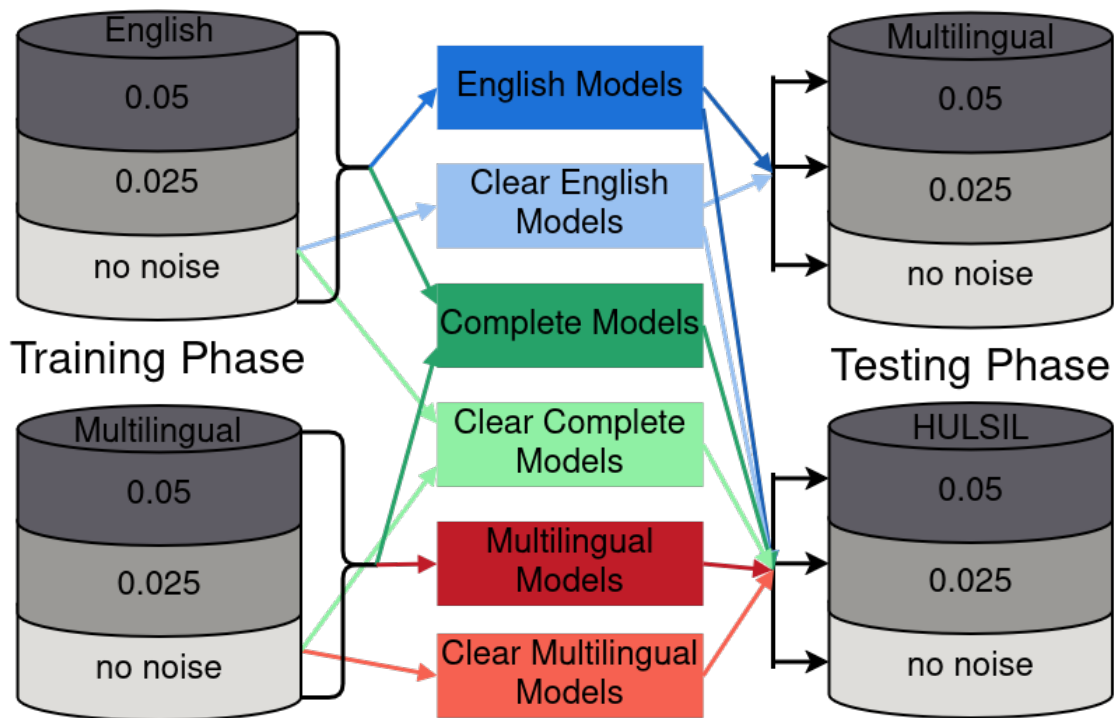 English
0.05
0.025
no noise
Training Phase
Multilingual
0.05
0.025
no noise
English Models
Clear English
Models
Complete Models
Clear Complete
Models
Multilingual
Models
Clear Multilingual
Models
Multilingual
0.05
0.025
no noise
Testing Phase
HULSIL
0.05
0.025
no noise